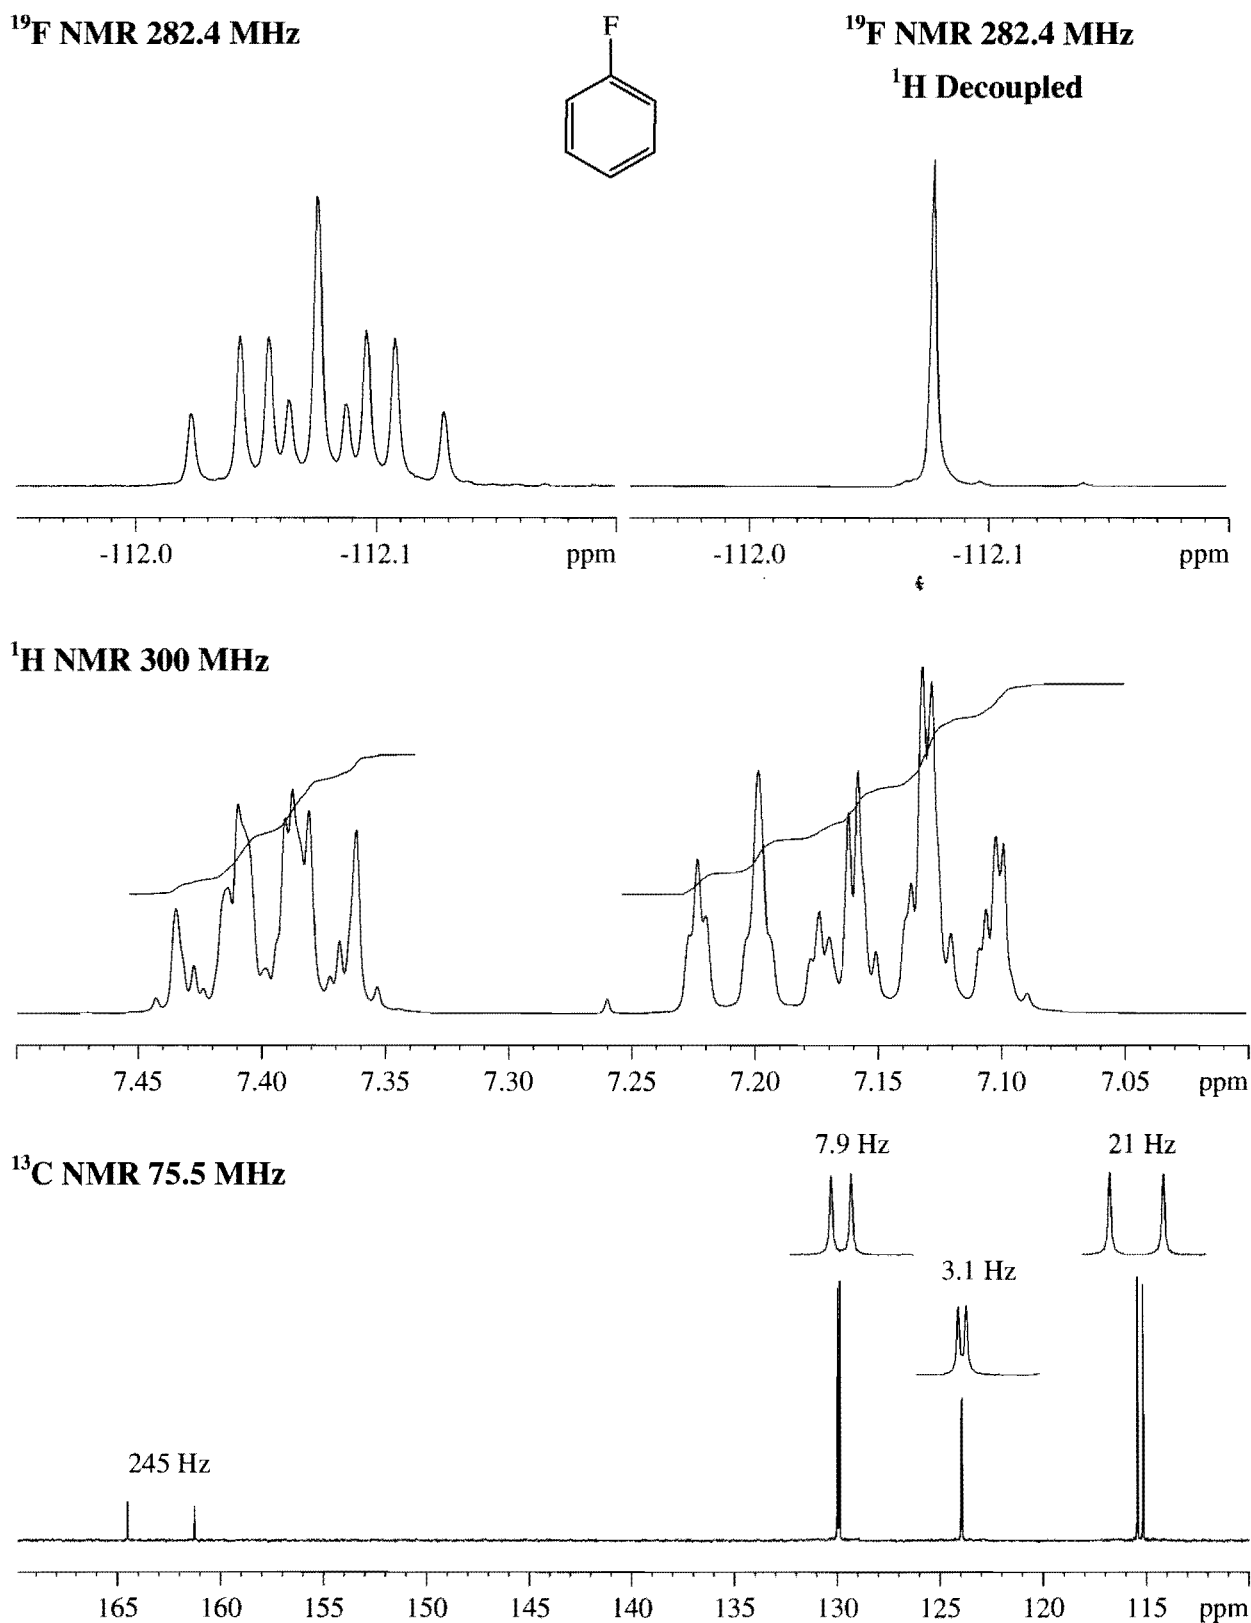 ¹⁹F NMR 282.4 MHz
F
¹⁹F NMR 282.4 MHz
¹H Decoupled
-112.0 -112.1 ppm
-112.0 -112.1 ppm
¹H NMR 300 MHz
7.45 7.40 7.35 7.30 7.25 7.20 7.15 7.10 7.05 ppm
¹³C NMR 75.5 MHz
7.9 Hz
21 Hz
3.1 Hz
245 Hz
165 160 155 150 145 140 135 130 125 120 115 ppm